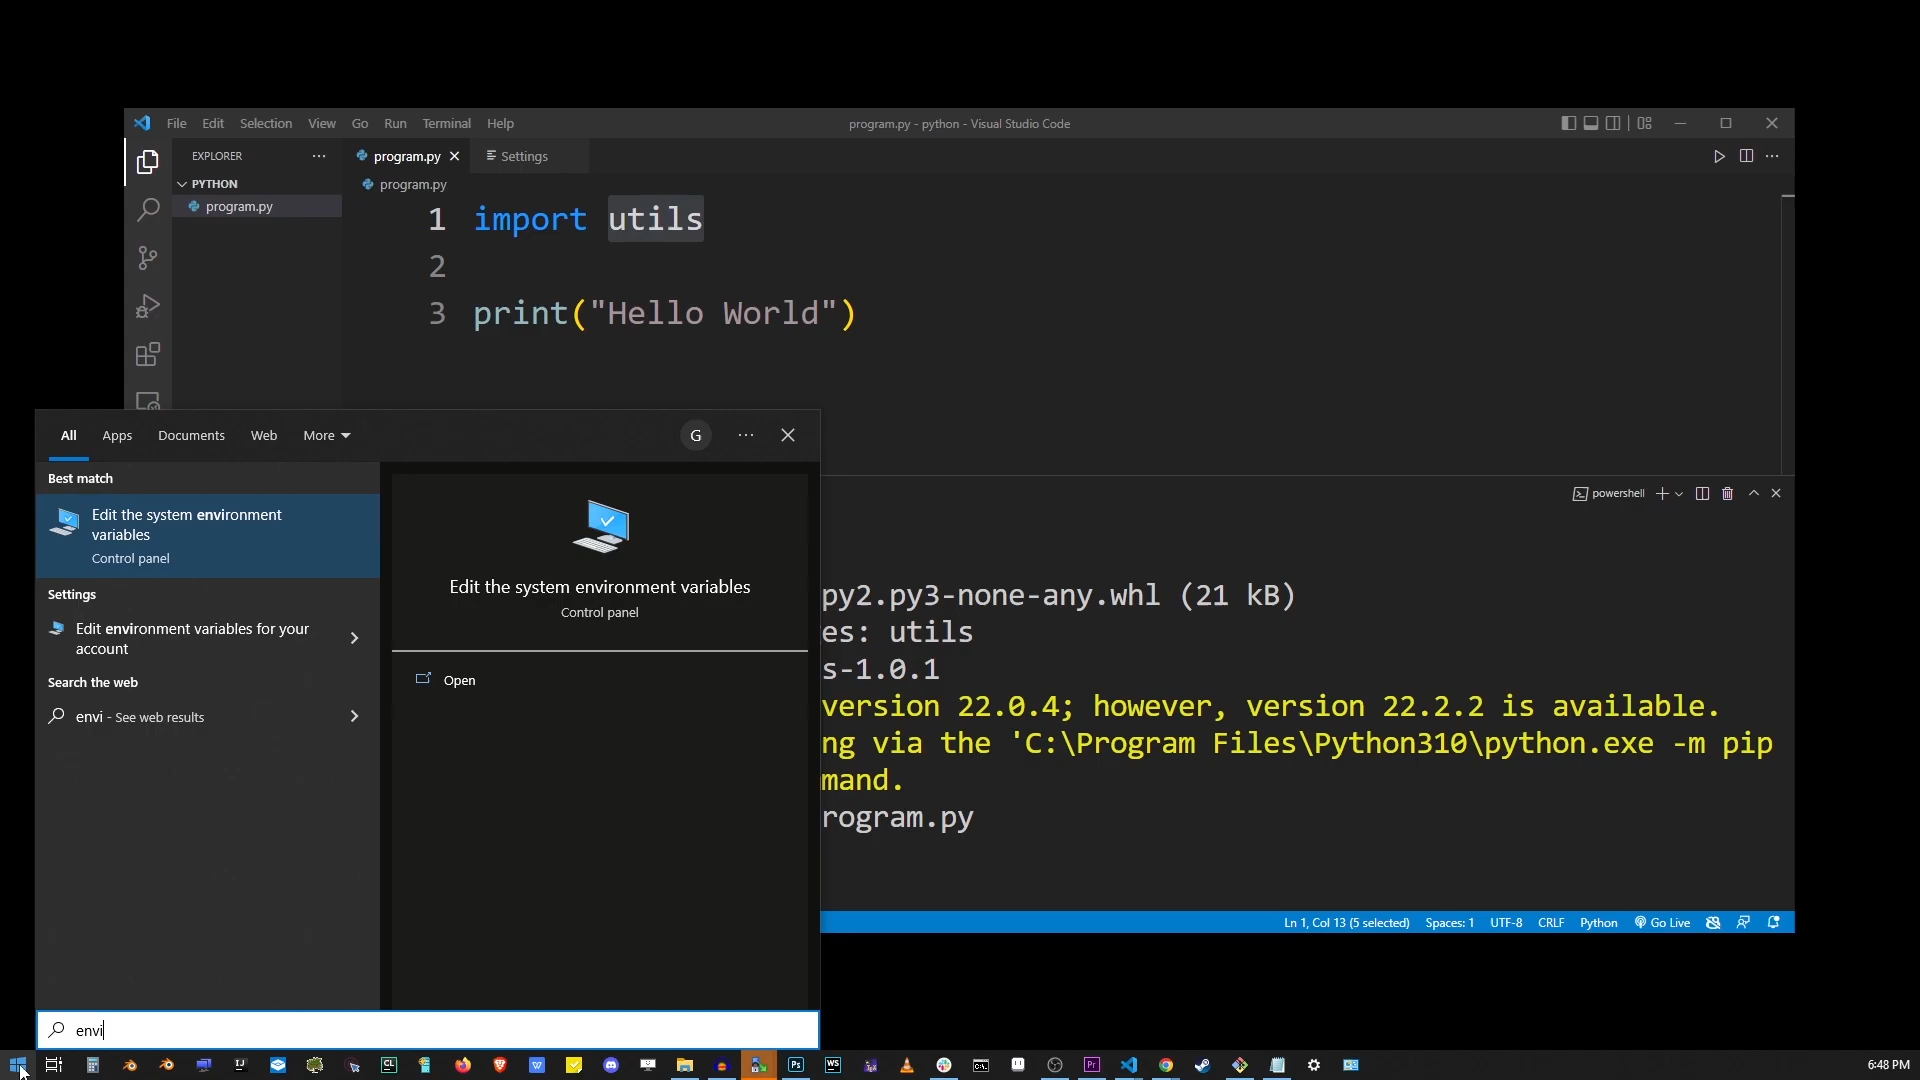 File Edit Selection View Go Run Terminal Help
program.py - python - Visual Studio Code
EXPLORER
program.py
Settings
PYTHON
program.py
program.py
1 import utils
2
3 print("Hello World")
All Apps Documents Web More
G
Best match
Edit the system environment
variables
Control panel
Settings
Edit environment variables for your
account
Search the web
envi - See web results
Edit the system environment variables
Control panel
Open
envi
powershell
py2.py3-none-any.whl (21 kB)
es: utils
s-1.0.1
version 22.0.4; however, version 22.2.2 is available.
ng via the 'C:\Program Files\Python310\python.exe -m pip
mand.
rogram.py
Ln 1, Col 13 (5 selected) Spaces: 1 UTF-8 CRLF Python Go Live
IJ CL W Ps WS Pr
6:48 PM